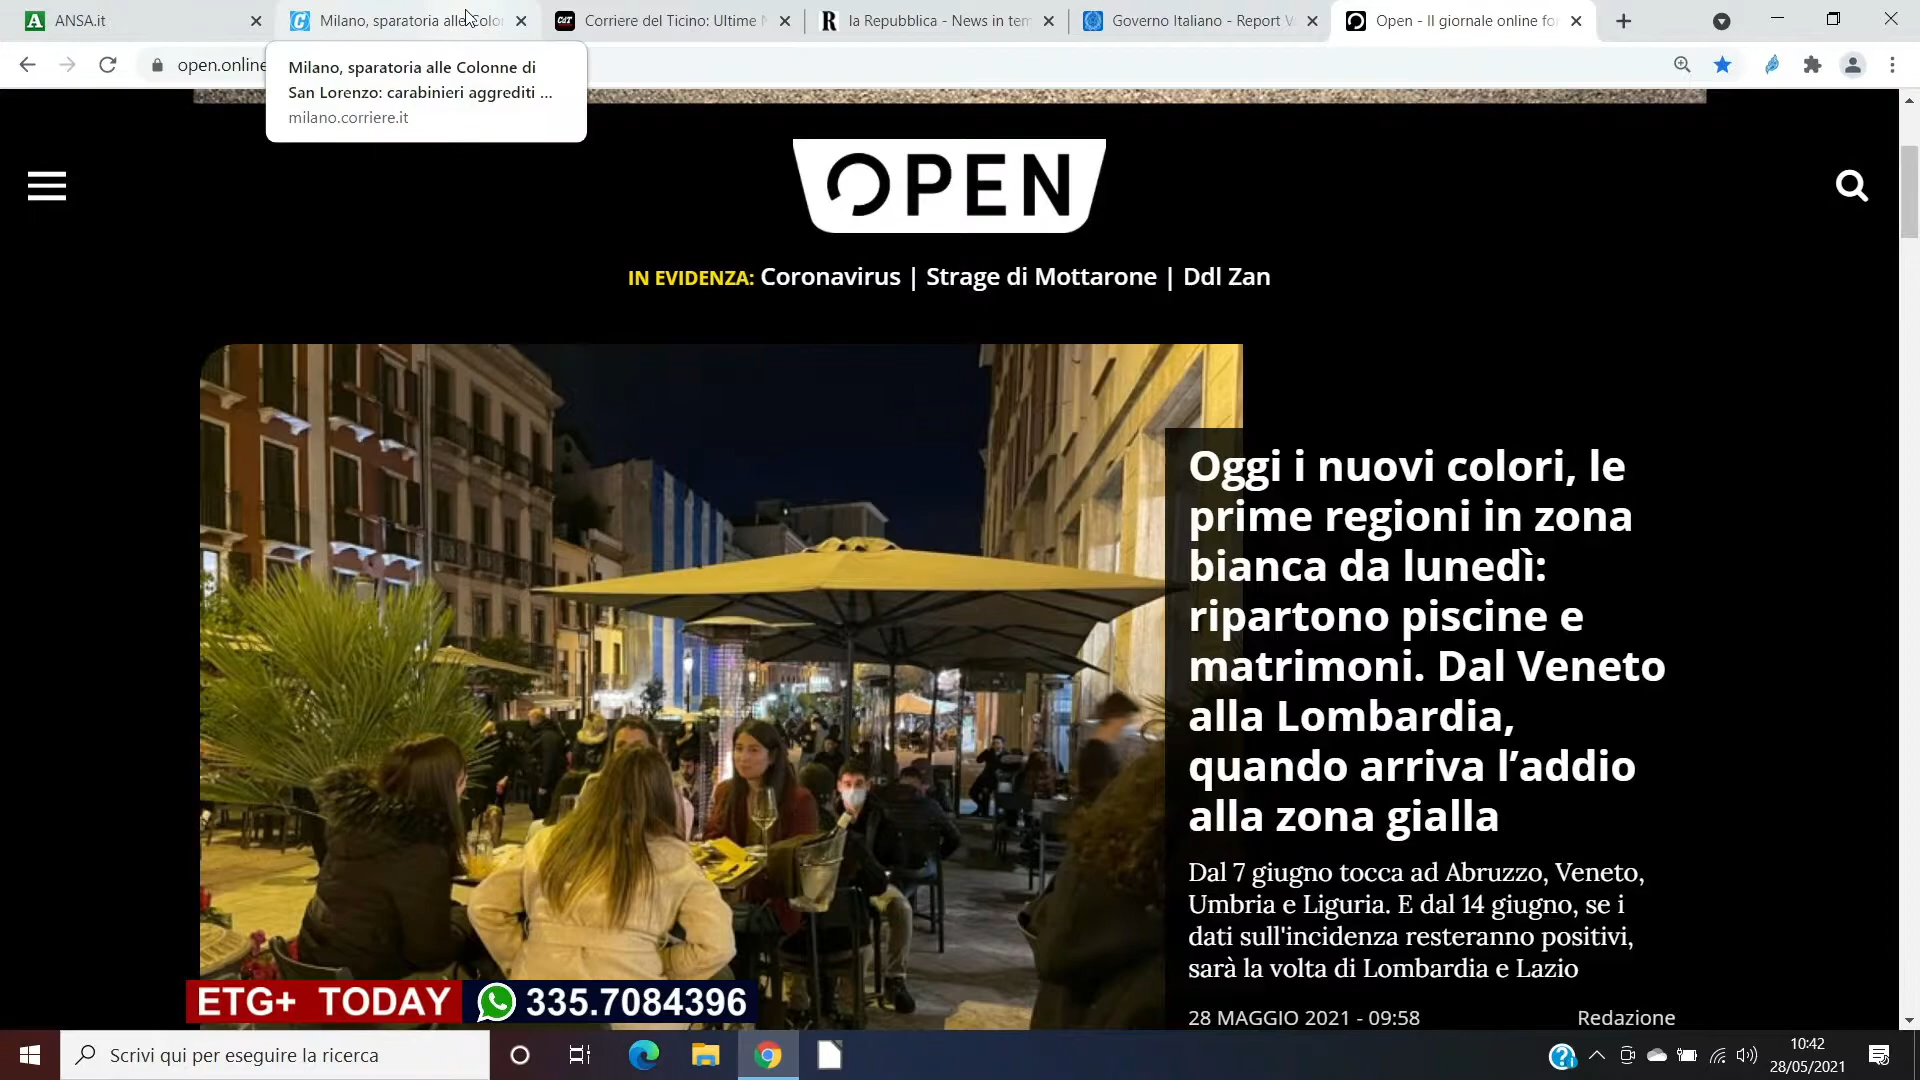 ANSA.it
Milano, sparatoria alle Colo
Corriere del Ticino: Ultime N
la Repubblica - News in tem
Governo Italiano - Report V
Open - Il giornale online fo
open.online
Milano, sparatoria alle Colonne di
San Lorenzo: carabinieri aggrediti ...
milano.corriere.it
OPEN
IN EVIDENZA: Coronavirus | Strage di Mottarone | Ddl Zan
Oggi i nuovi colori, le
prime regioni in zona
bianca da lunedì:
ripartono piscine e
matrimoni. Dal Veneto
alla Lombardia,
quando arriva l’addio
alla zona gialla
Dal 7 giugno tocca ad Abruzzo, Veneto,
Umbria e Liguria. E dal 14 giugno, se i
dati sull'incidenza resteranno positivi,
sarà la volta di Lombardia e Lazio
28 MAGGIO 2021 - 09:58 Redazione
ETG+ TODAY 335.7084396
Scrivi qui per eseguire la ricerca
10:42
28/05/2021